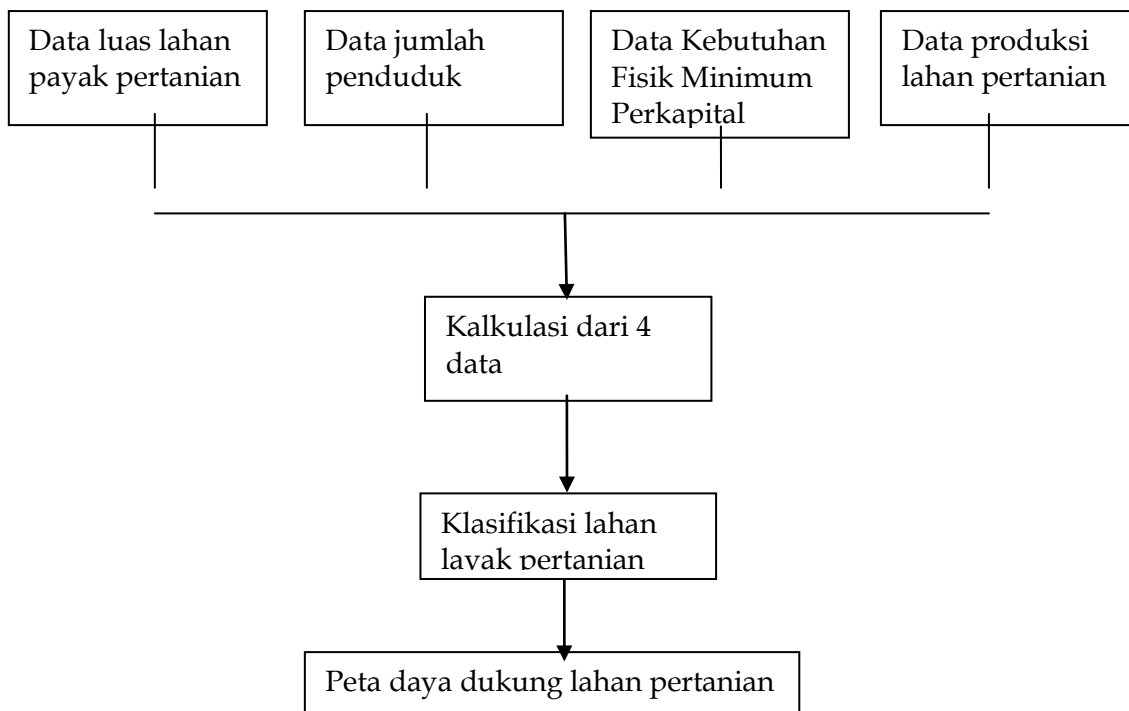 Data luas lahan
payak pertanian
Data jumlah
penduduk
Data Kebutuhan
Fisik Minimum
Perkapital
Data produksi
lahan pertanian
Kalkulasi dari 4
data
Klasifikasi lahan
layak pertanian
Peta daya dukung lahan pertanian